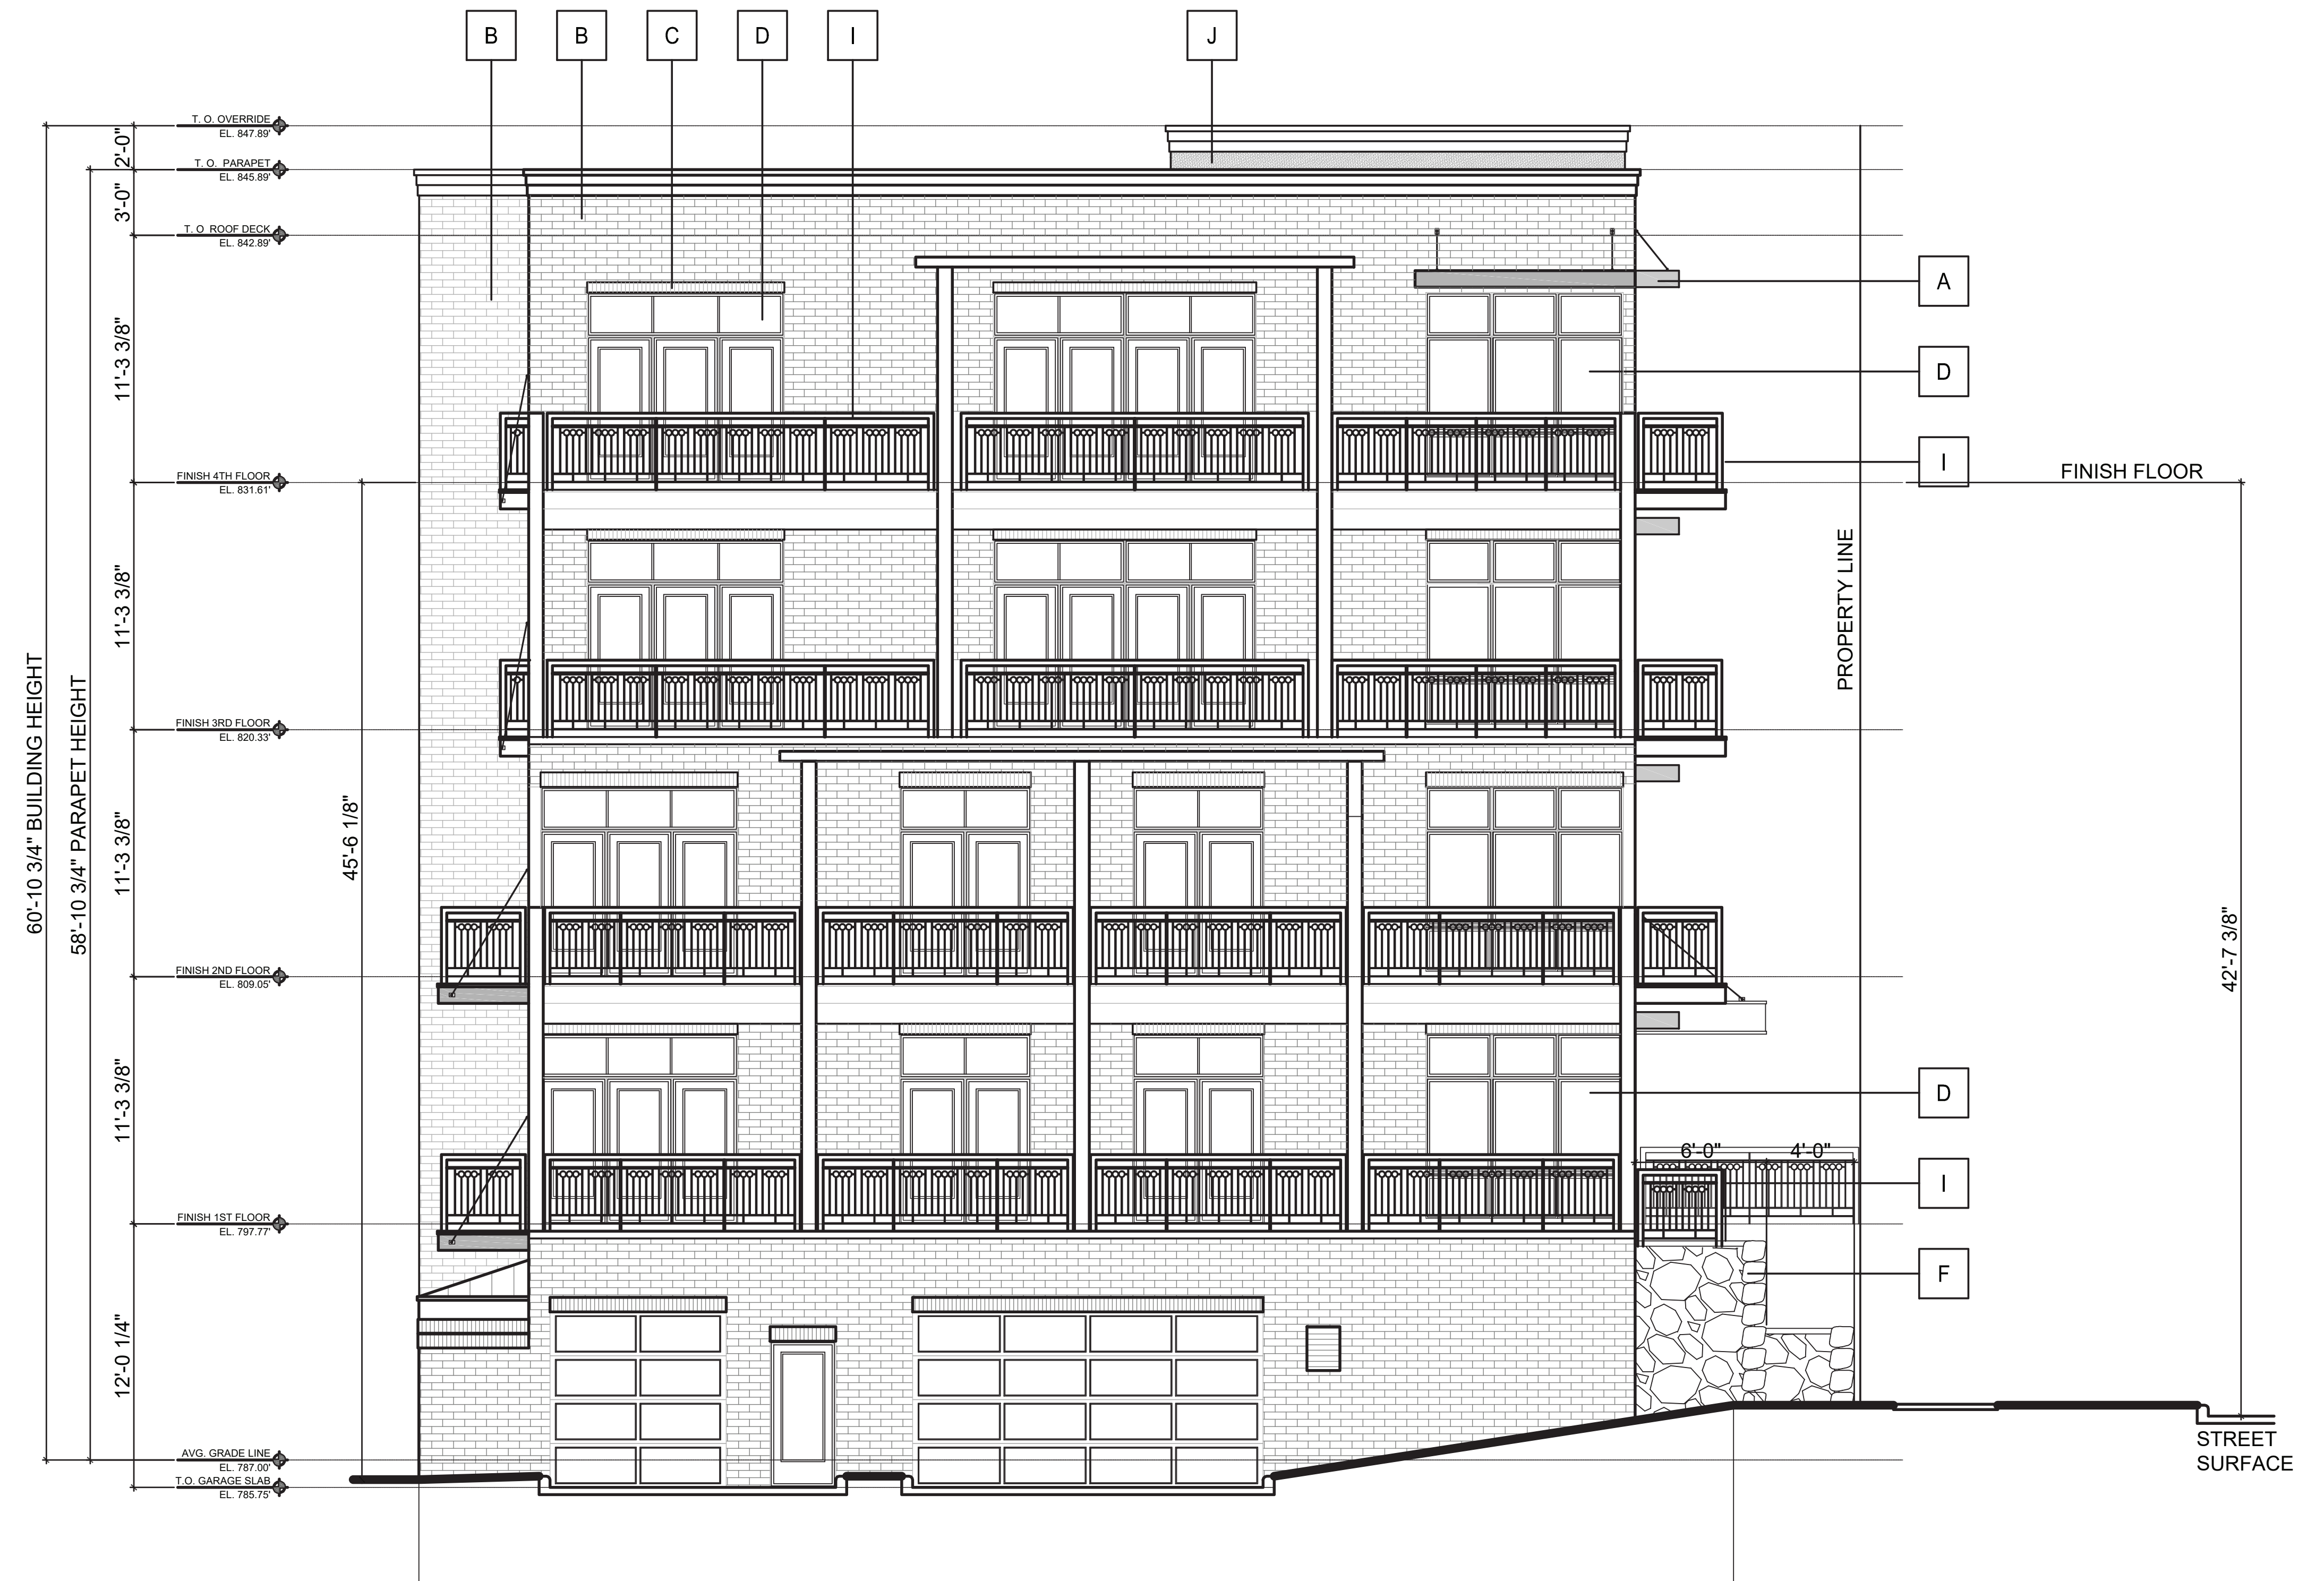 B
B
C
D
I
J
T. O. OVERRIDE
EL. 847.89'
2'-0"
T. O. PARAPET
EL. 845.89'
3'-0"
T. O ROOF DECK
EL. 842.89'
A
11'-3 3/8"
D
I
FINISH FLOOR
FINISH 4TH FLOOR
EL. 831.61'
PROPERTY LINE
11'-3 3/8"
60'-10 3/4" BUILDING HEIGHT
58'-10 3/4" PARAPET HEIGHT
FINISH 3RD FLOOR
EL. 820.33'
45'-6 1/8"
11'-3 3/8"
42'-7 3/8"
FINISH 2ND FLOOR
EL. 809.05'
11'-3 3/8"
D
6'-0"
4'-0"
I
FINISH 1ST FLOOR
EL. 797.77'
F
12'-0 1/4"
AVG. GRADE LINE
EL. 787.00'
T.O. GARAGE SLAB
EL. 785.75'
STREET
SURFACE